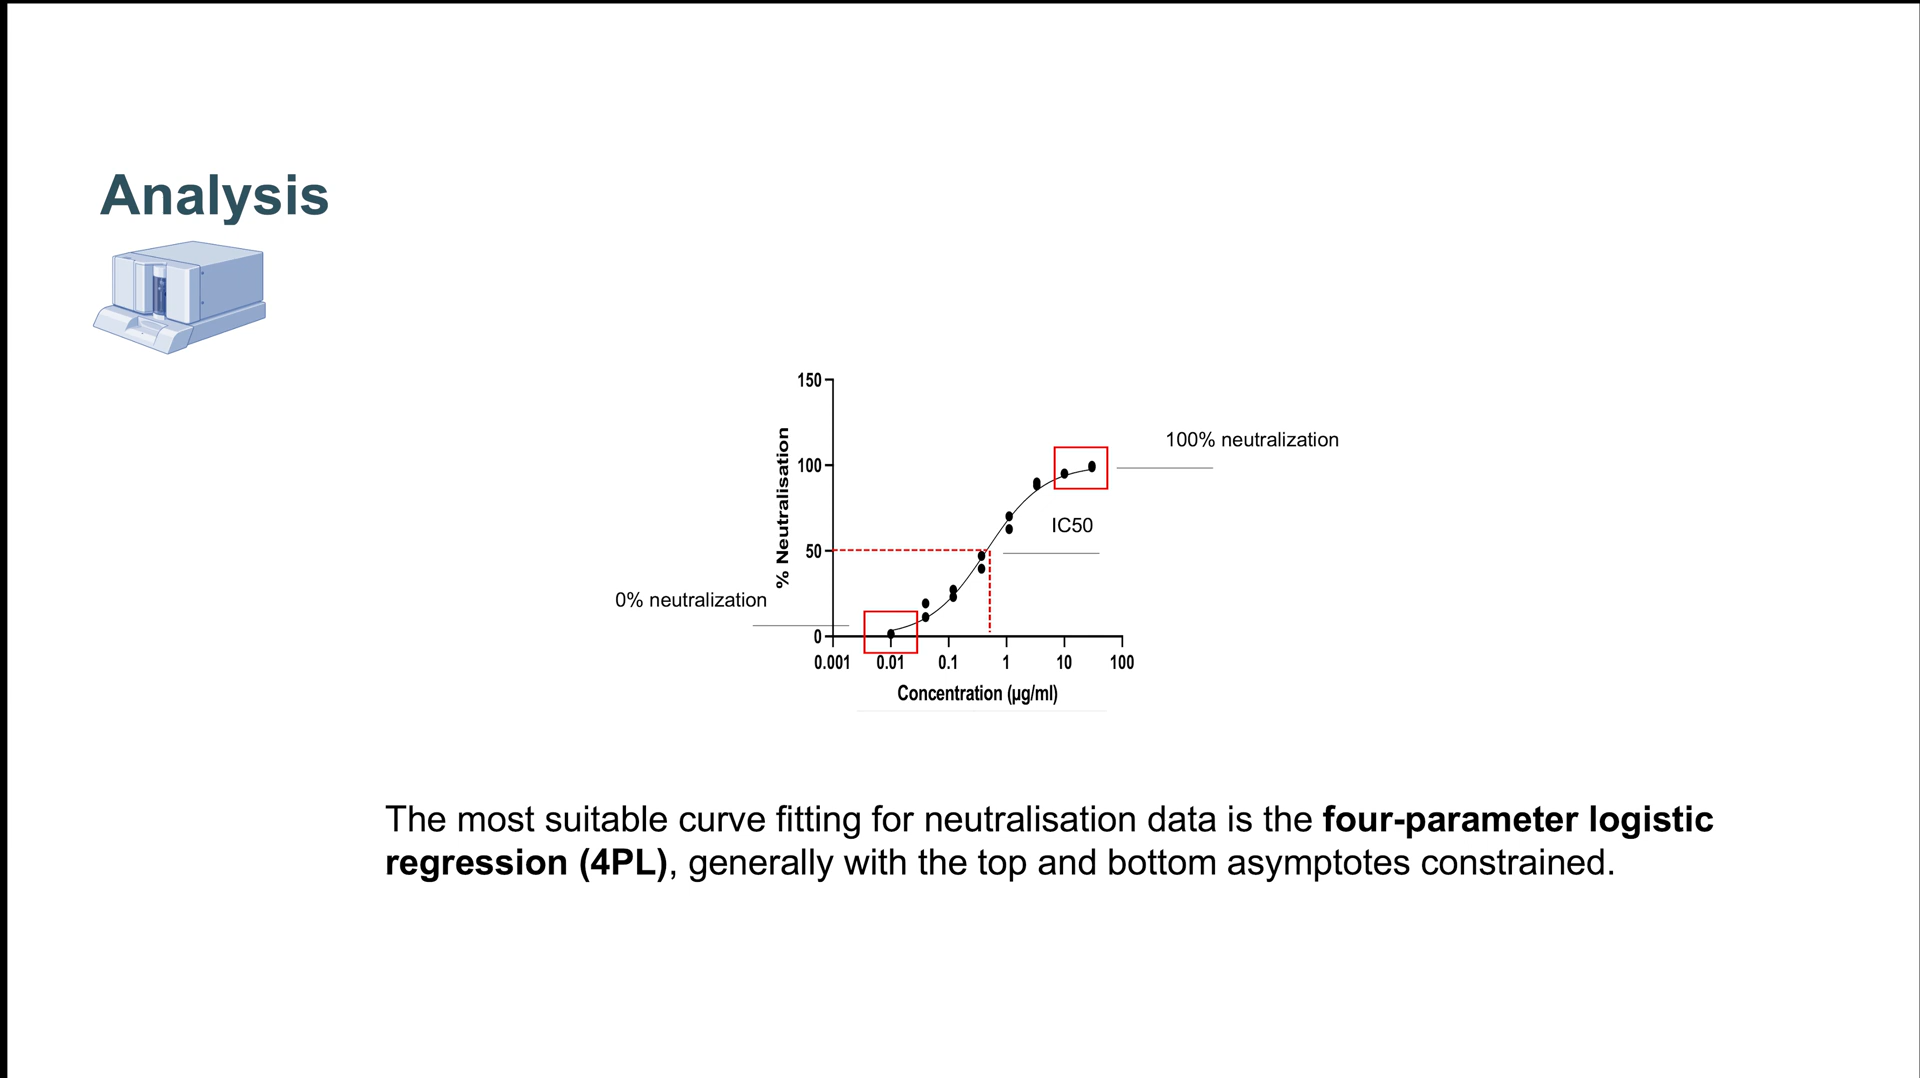 Analysis
150
100% neutralization
% Neutralisation
100
IC50
50
0% neutralization
0
0.001 0.01 0.1 1 10 100
Concentration (µg/ml)
The most suitable curve fitting for neutralisation data is the four-parameter logistic
regression (4PL), generally with the top and bottom asymptotes constrained.